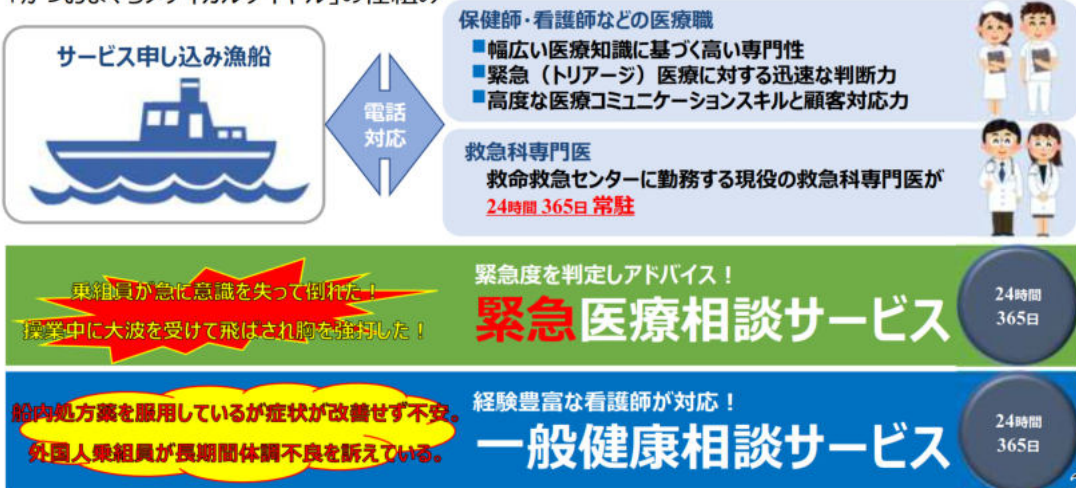 サービス申し込み漁船
電話
対応
保健師・看護師などの医療職
■幅広い医療知識に基づく高い専門性
■緊急（トリアージ）医療に対する迅速な判断力
■高度な医療コミュニケーションスキルと顧客対応力
救急科専門医
救命救急センターに勤務する現役の救急科専門医が
24時間 365日 常駐
乗組員が急に意識を失って倒れた！
操業中に大波を受けて飛ばされ胸を強打した！
緊急度を判定しアドバイス！
緊急医療相談サービス
24時間
365日
船内処方薬を服用しているが症状が改善せず不安。
外国人乗組員が長期間体調不良を訴えている。
経験豊富な看護師が対応！
一般健康相談サービス
24時間
365日